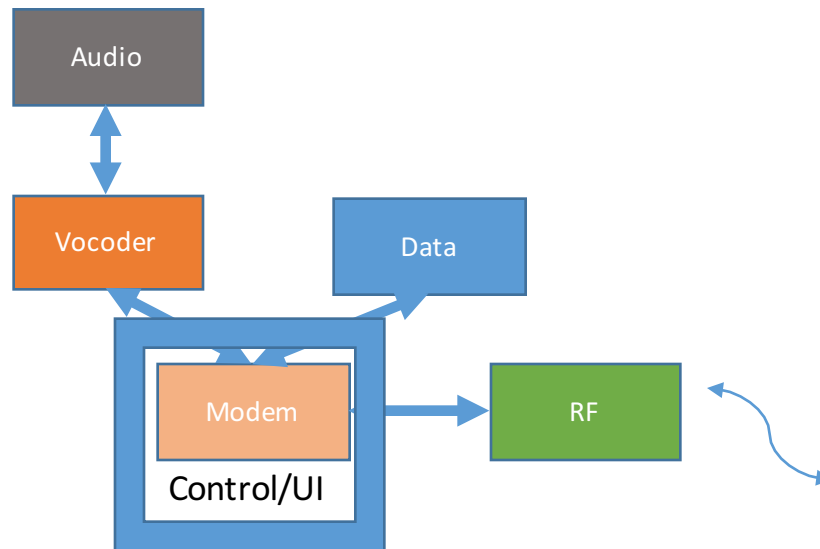 Audio
Vocoder
Data
Modem
RF
Control/UI